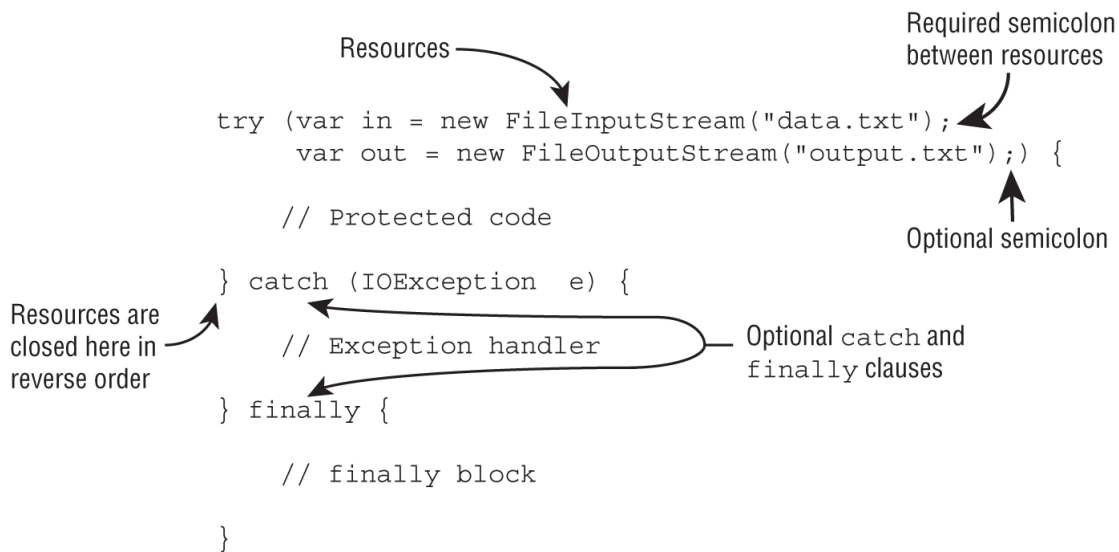 Required semicolon
between resources
Resources
try (var in = new FileInputStream("data.txt");
var out = new FileOutputStream("output.txt");) {
// Protected code
Optional semicolon
} catch (IOException  e) {
Resources are
closed here in
reverse order
// Exception handler
Optional catch and
finally clauses
} finally {
// finally block
}